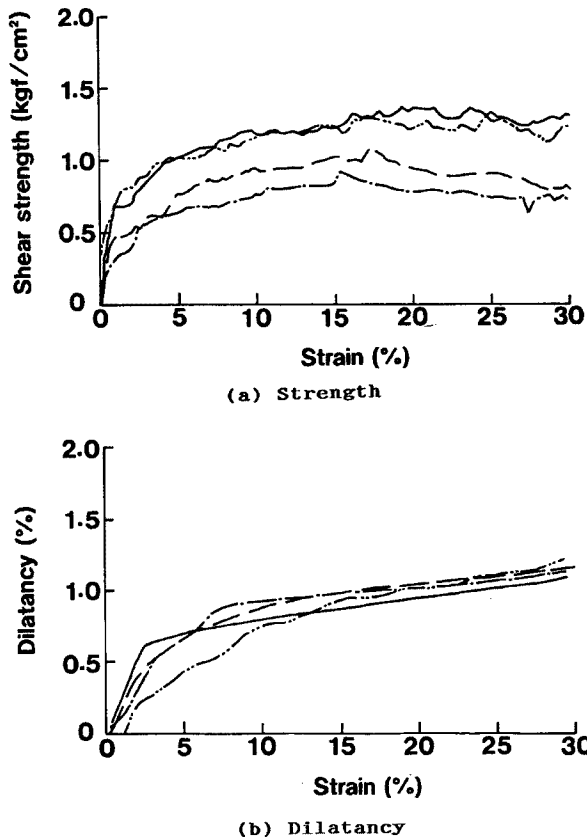 Shear strength (kgf/cm²)
2.0
1.5
1.0
0.5
0
0 5 10 15 20 25 30
Strain (%)
(a) Strength
Dilatancy (%)
2.0
1.5
1.0
0.5
0
0 5 10 15 20 25 30
Strain (%)
(b) Dilatancy